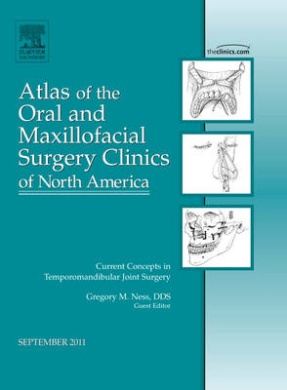 ELSEVIER
theclinics.com
Atlas of the
Oral and
Maxillofacial
Surgery Clinics
of North America
Current Concepts in
Temporomandibular Joint Surgery
Gregory M. Ness, DDS
Guest Editor
SEPTEMBER 2011